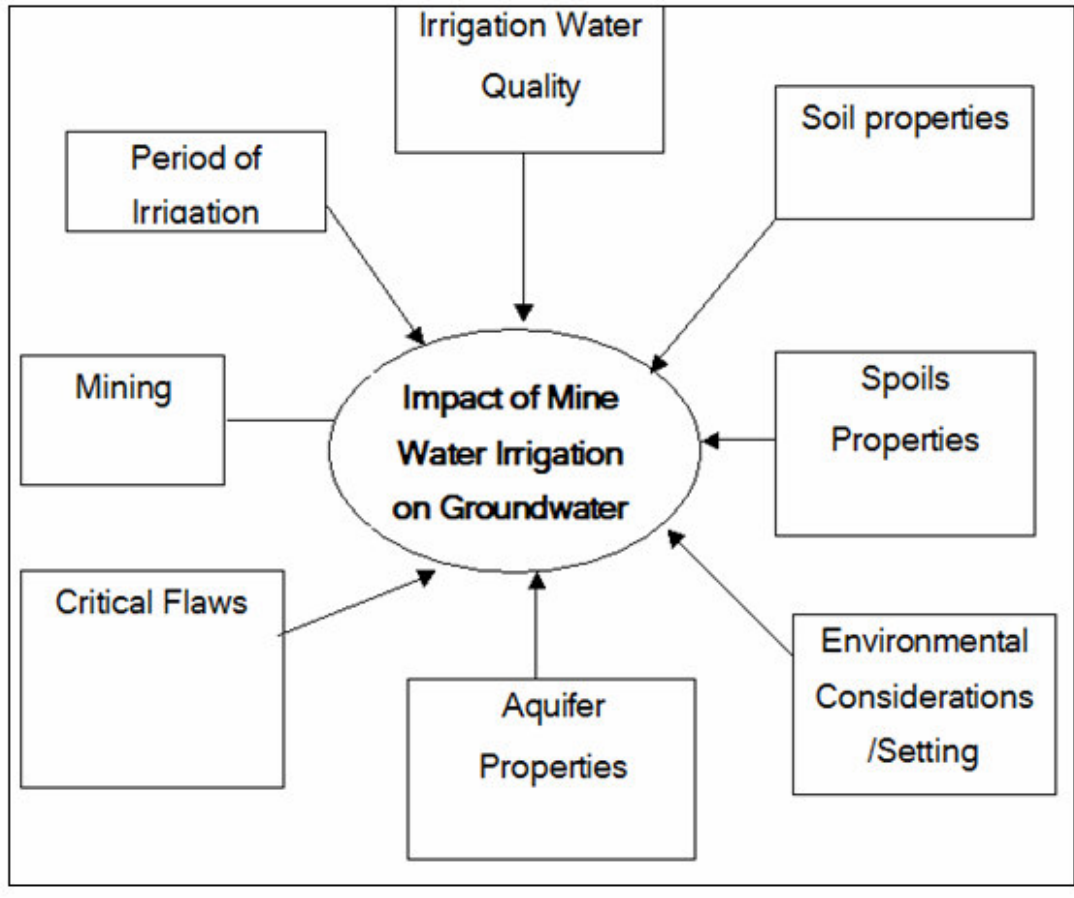 Irrigation Water
Quality
Soil properties
Period of
Irrigation
Mining
Impact of Mine
Water Irrigation
on Groundwater
Spoils
Properties
Critical Flaws
Aquifer
Properties
Environmental
Considerations
/Setting